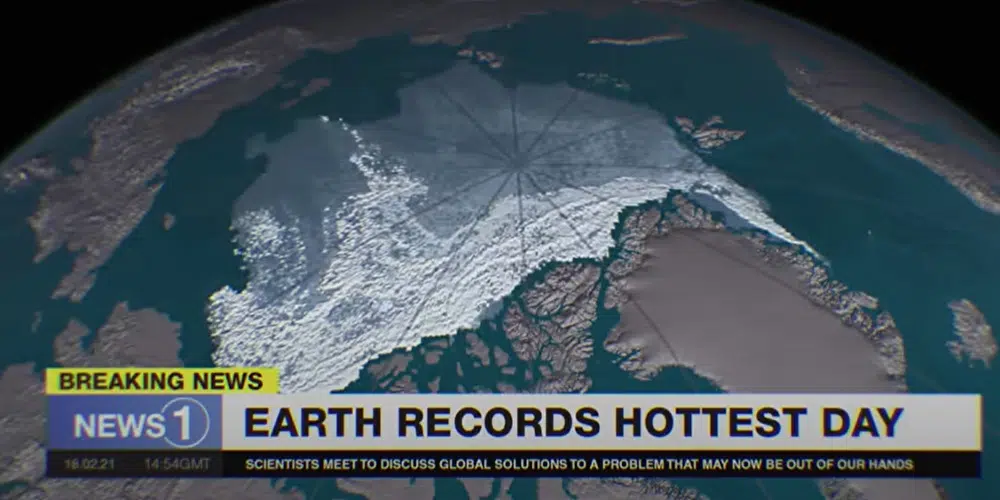 BREAKING NEWS
NEWS 1
EARTH RECORDS HOTTEST DAY
18.02.21 14:54GMT
SCIENTISTS MEET TO DISCUSS GLOBAL SOLUTIONS TO A PROBLEM THAT MAY NOW BE OUT OF OUR HANDS